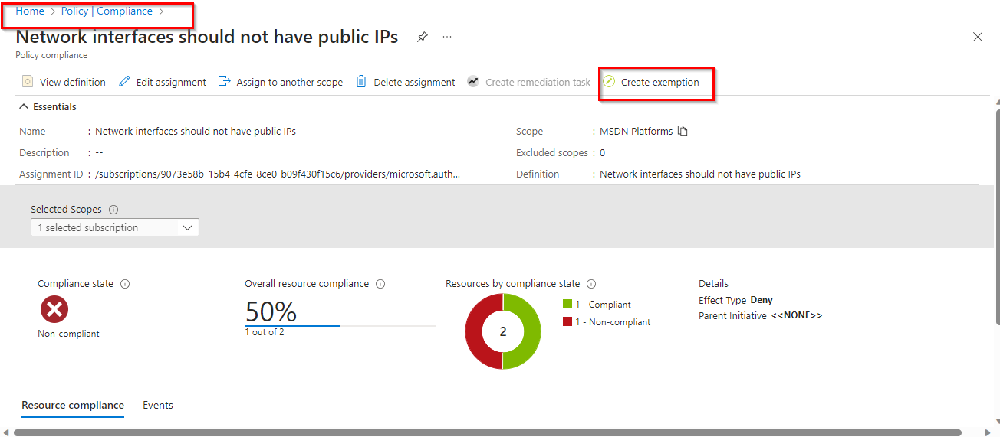 Home > Policy | Compliance >
Network interfaces should not have public IPs ...
Policy compliance
View definition Edit assignment Assign to another scope Delete assignment Create remediation task Create exemption
Essentials
Name : Network interfaces should not have public IPs Scope : MSDN Platforms
Description : -- Excluded scopes : 0
Assignment ID : /subscriptions/9073e58b-15b4-4cfe-8ce0-b09f430f15c6/providers/microsoft.auth... Definition : Network interfaces should not have public IPs
Selected Scopes
1 selected subscription
Compliance state Overall resource compliance Resources by compliance state Details
Non-compliant
50%
1 out of 2
2
1 - Compliant
1 - Non-compliant
Effect Type Deny
Parent Initiative <<NONE>>
Resource compliance Events